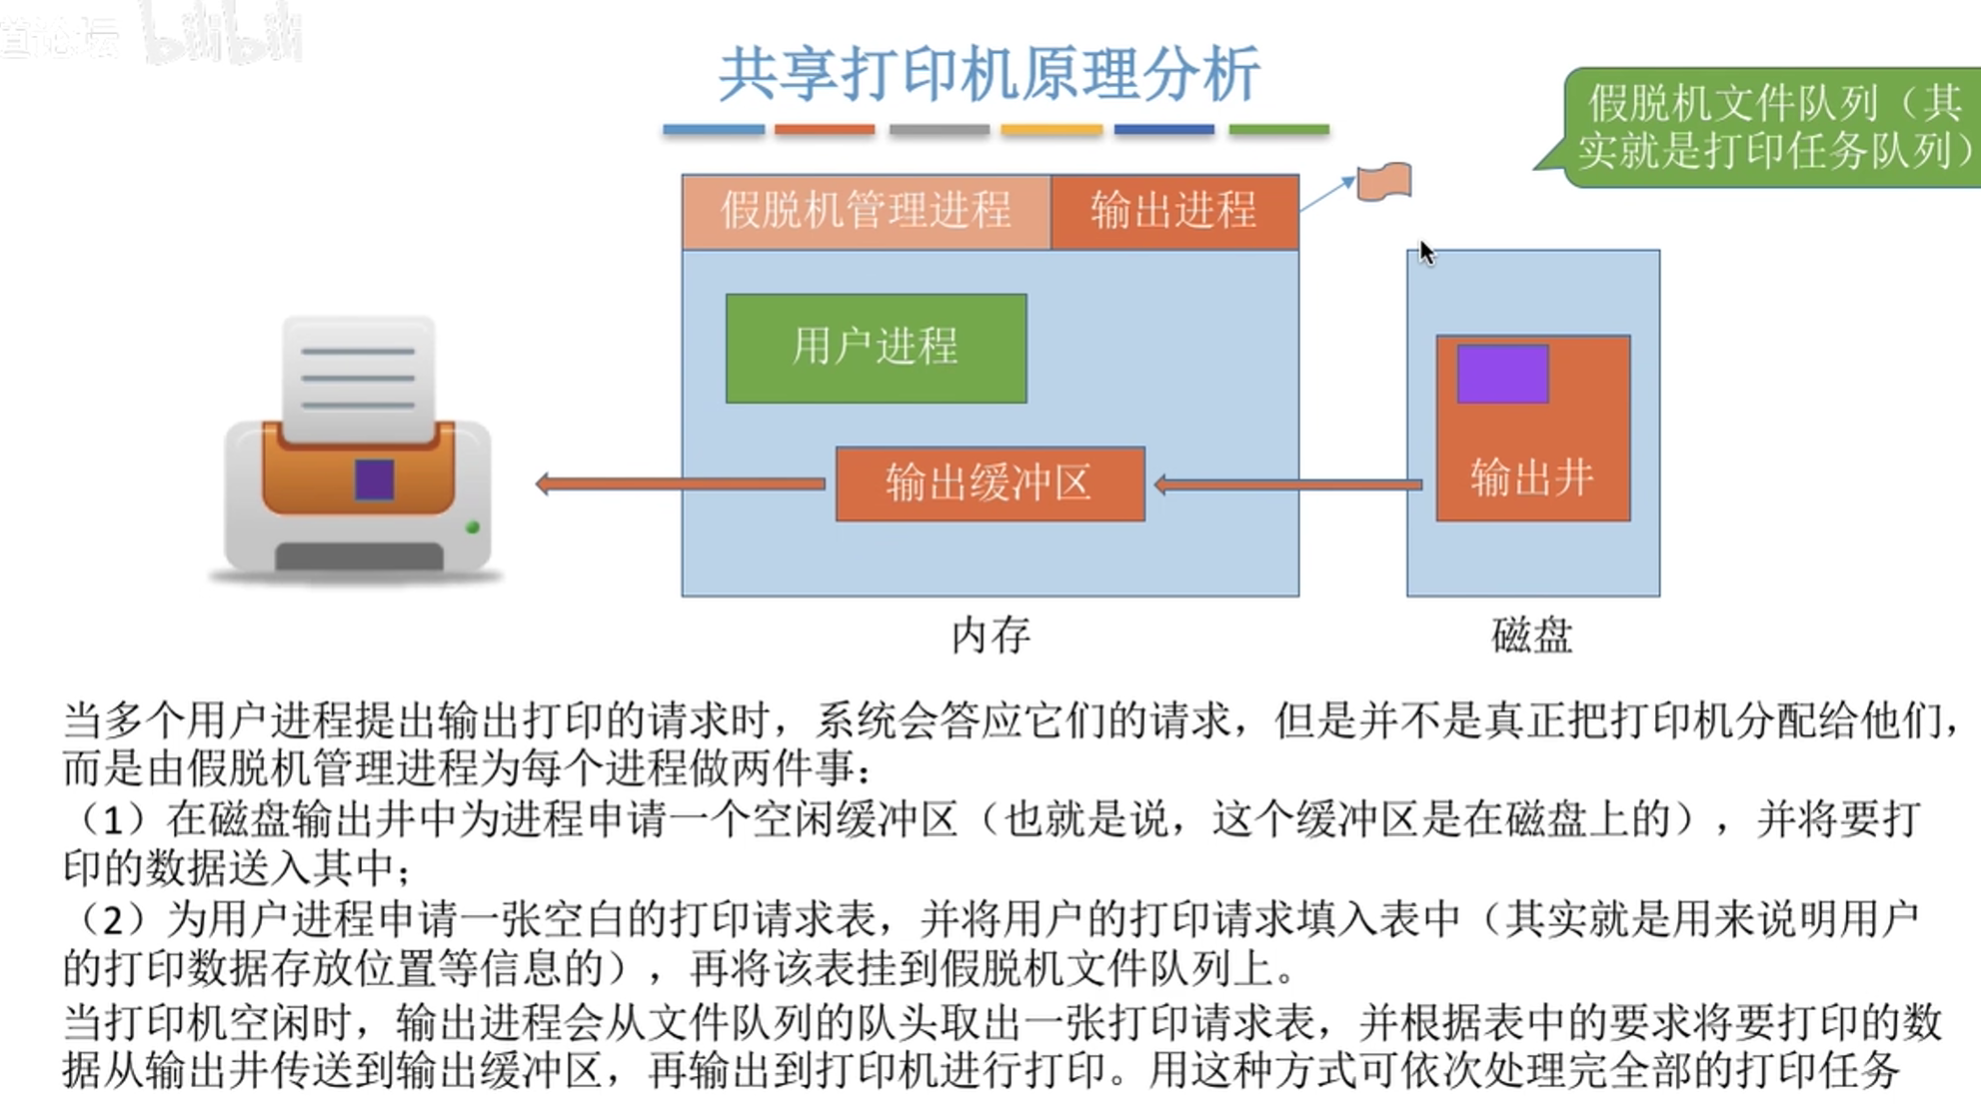 道论坛 bilibili
共享打印机原理分析
假脱机文件队列（其
实就是打印任务队列）
假脱机管理进程
输出进程
用户进程
输出缓冲区
输出井
内存
磁盘
当多个用户进程提出输出打印的请求时，系统会答应它们的请求，但是并不是真正把打印机分配给他们，
而是由假脱机管理进程为每个进程做两件事：
（1）在磁盘输出井中为进程申请一个空闲缓冲区（也就是说，这个缓冲区是在磁盘上的），并将要打
印的数据送入其中；
（2）为用户进程申请一张空白的打印请求表，并将用户的打印请求填入表中（其实就是用来说明用户
的打印数据存放位置等信息的），再将该表挂到假脱机文件队列上。
当打印机空闲时，输出进程会从文件队列的队头取出一张打印请求表，并根据表中的要求将要打印的数
据从输出井传送到输出缓冲区，再输出到打印机进行打印。用这种方式可依次处理完全部的打印任务